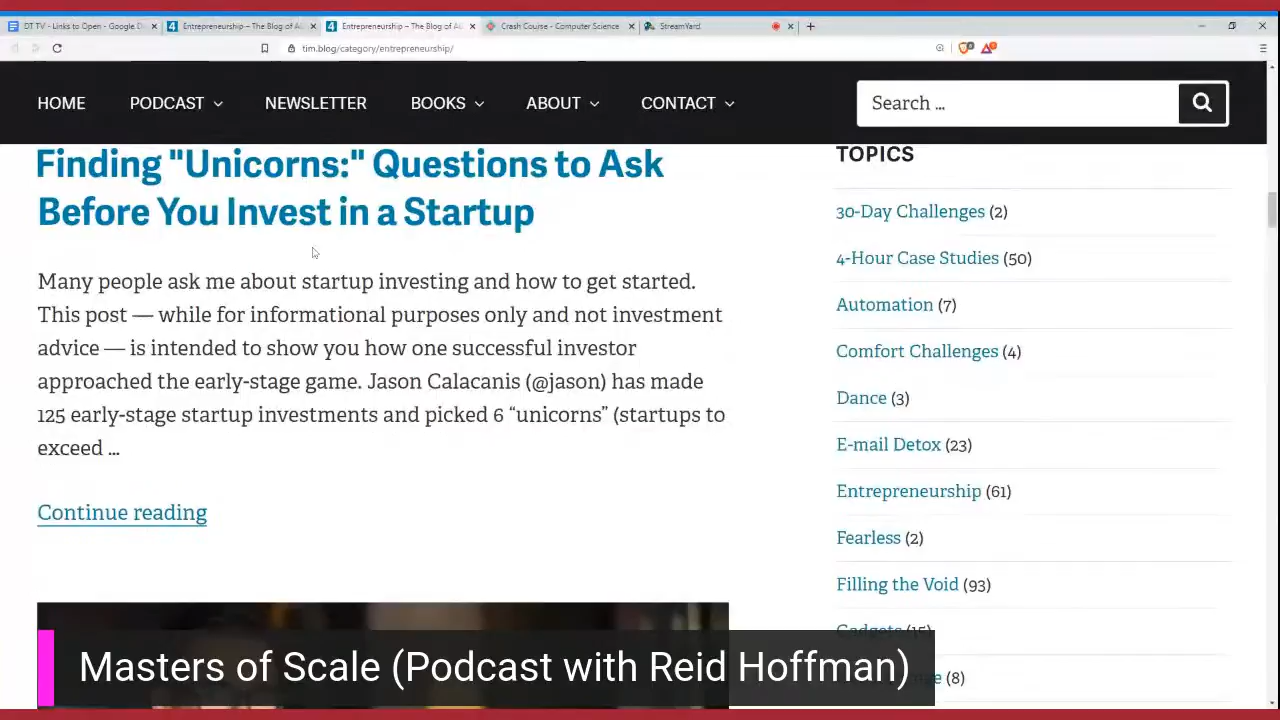 DT TV - Links to Open - Google D
Entrepreneurship – The Blog of Au
Entrepreneurship – The Blog of Au
Crash Course - Computer Science
StreamYard
tim.blog/category/entrepreneurship/
HOME
PODCAST
NEWSLETTER
BOOKS
ABOUT
CONTACT
Search ...
Finding "Unicorns:" Questions to Ask
Before You Invest in a Startup
Many people ask me about startup investing and how to get started.
This post — while for informational purposes only and not investment
advice — is intended to show you how one successful investor
approached the early-stage game. Jason Calacanis (@jason) has made
125 early-stage startup investments and picked 6 “unicorns” (startups to
exceed ...
Continue reading
TOPICS
30-Day Challenges (2)
4-Hour Case Studies (50)
Automation (7)
Comfort Challenges (4)
Dance (3)
E-mail Detox (23)
Entrepreneurship (61)
Fearless (2)
Filling the Void (93)
Gadgets (15)
(8)
Masters of Scale (Podcast with Reid Hoffman)